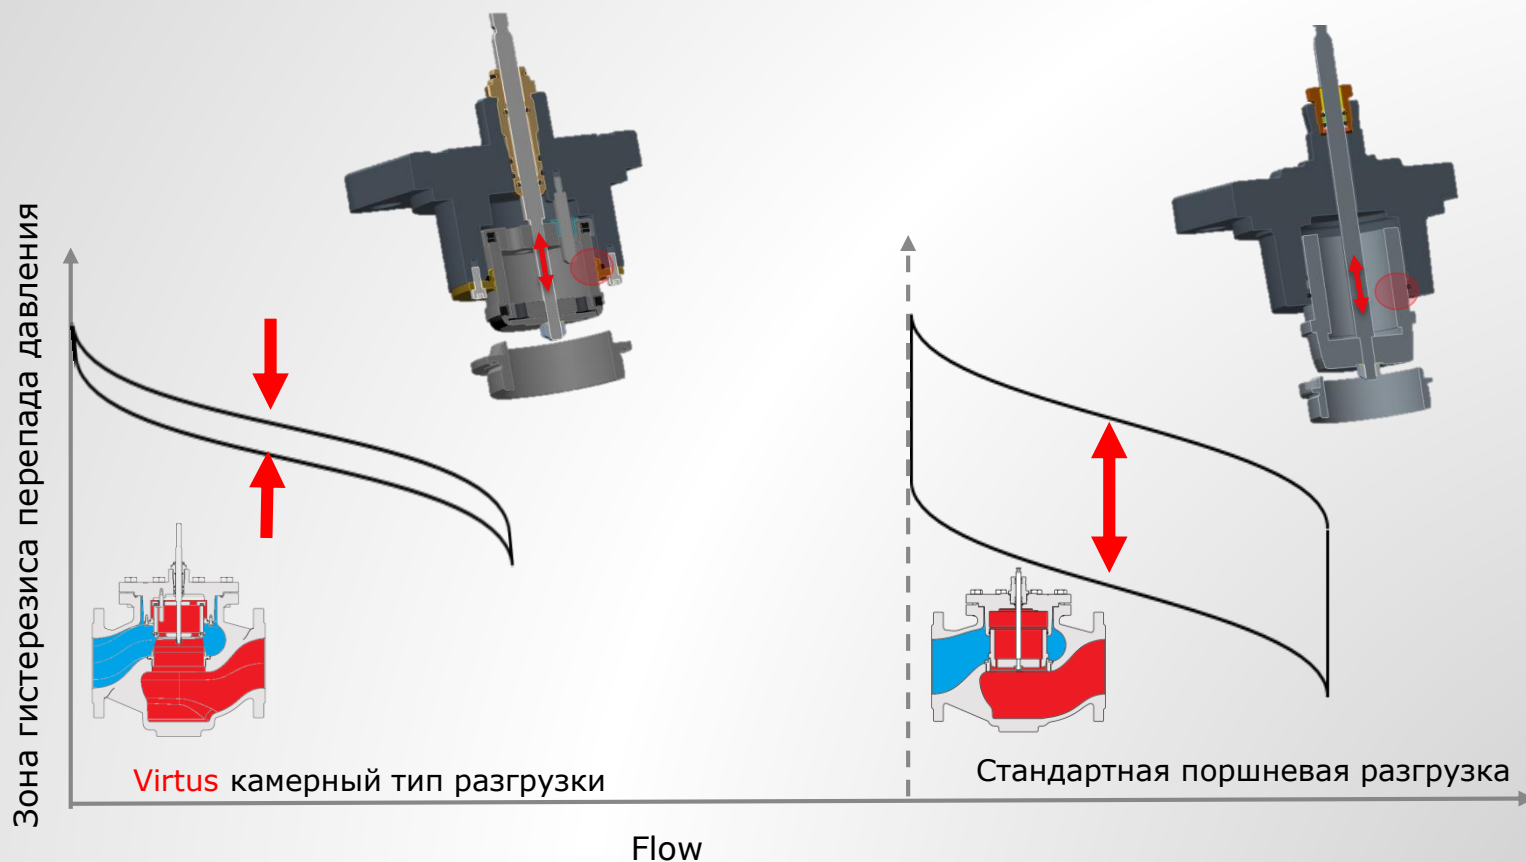 Зона гистерезиса перепада давления
Virtus камерный тип разгрузки
Стандартная поршневая разгрузка
Flow